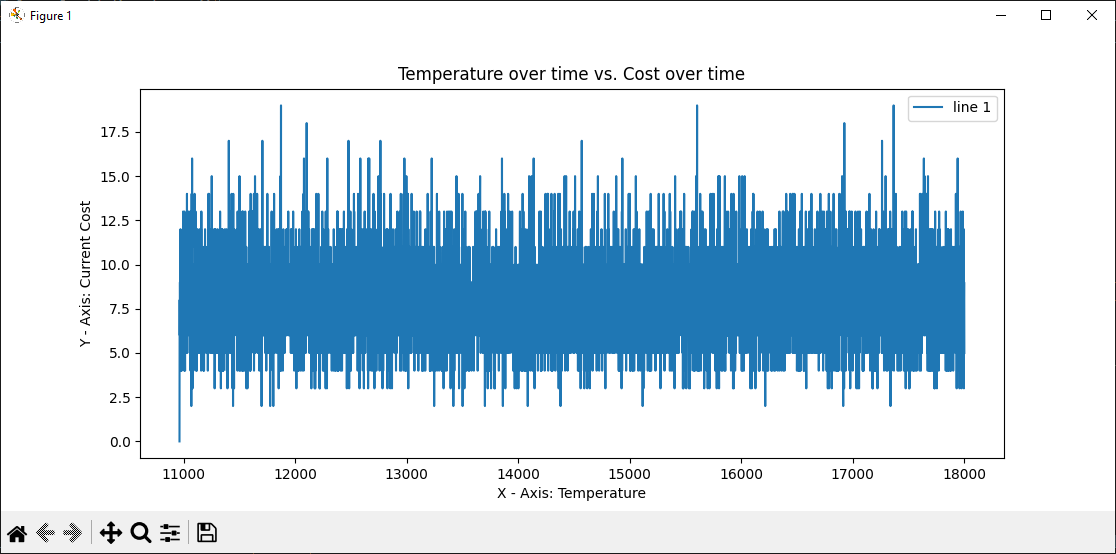 Figure 1
Temperature over time vs. Cost over time
line 1
17.5
15.0
12.5
10.0
7.5
5.0
2.5
0.0
Y - Axis: Current Cost
11000 12000 13000 14000 15000 16000 17000 18000
X - Axis: Temperature